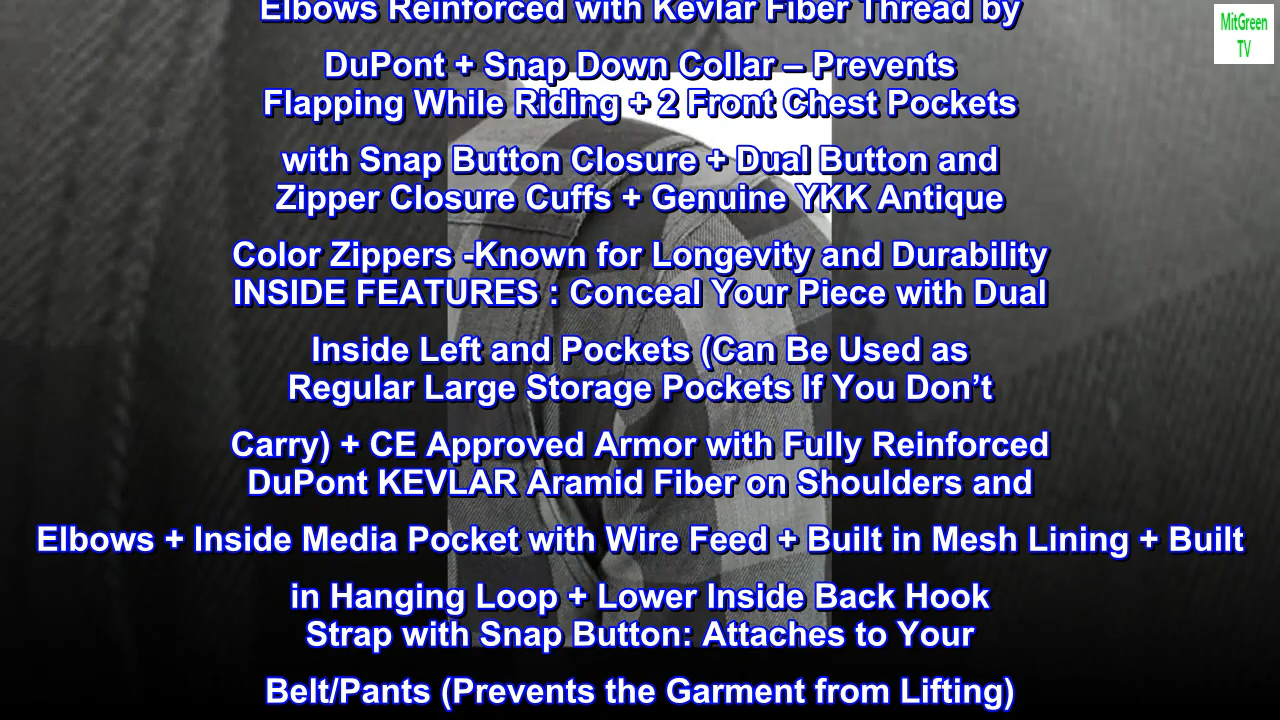 Elbows Reinforced with Kevlar Fiber Thread by
DuPont + Snap Down Collar – Prevents
Flapping While Riding + 2 Front Chest Pockets
with Snap Button Closure + Dual Button and
Zipper Closure Cuffs + Genuine YKK Antique
Color Zippers -Known for Longevity and Durability
INSIDE FEATURES : Conceal Your Piece with Dual
Inside Left and Pockets (Can Be Used as
Regular Large Storage Pockets If You Don’t
Carry) + CE Approved Armor with Fully Reinforced
DuPont KEVLAR Aramid Fiber on Shoulders and
Elbows + Inside Media Pocket with Wire Feed + Built in Mesh Lining + Built
in Hanging Loop + Lower Inside Back Hook
Strap with Snap Button: Attaches to Your
Belt/Pants (Prevents the Garment from Lifting)
MitGreen
TV